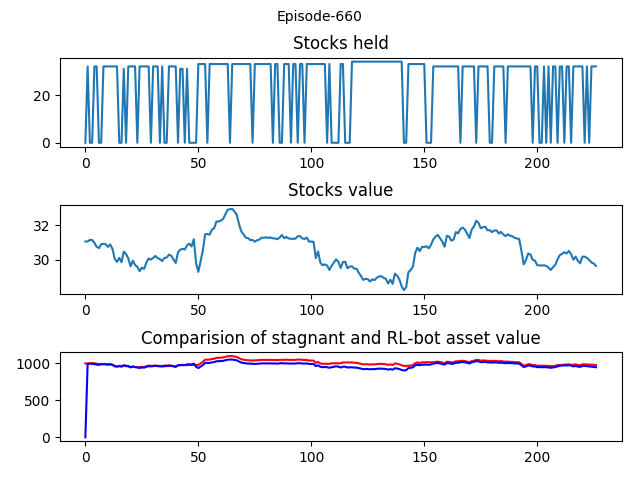 Episode-660
Stocks held
20
0
0 50 100 150 200
Stocks value
32
30
0 50 100 150 200
Comparision of stagnant and RL-bot asset value
1000
500
0
0 50 100 150 200